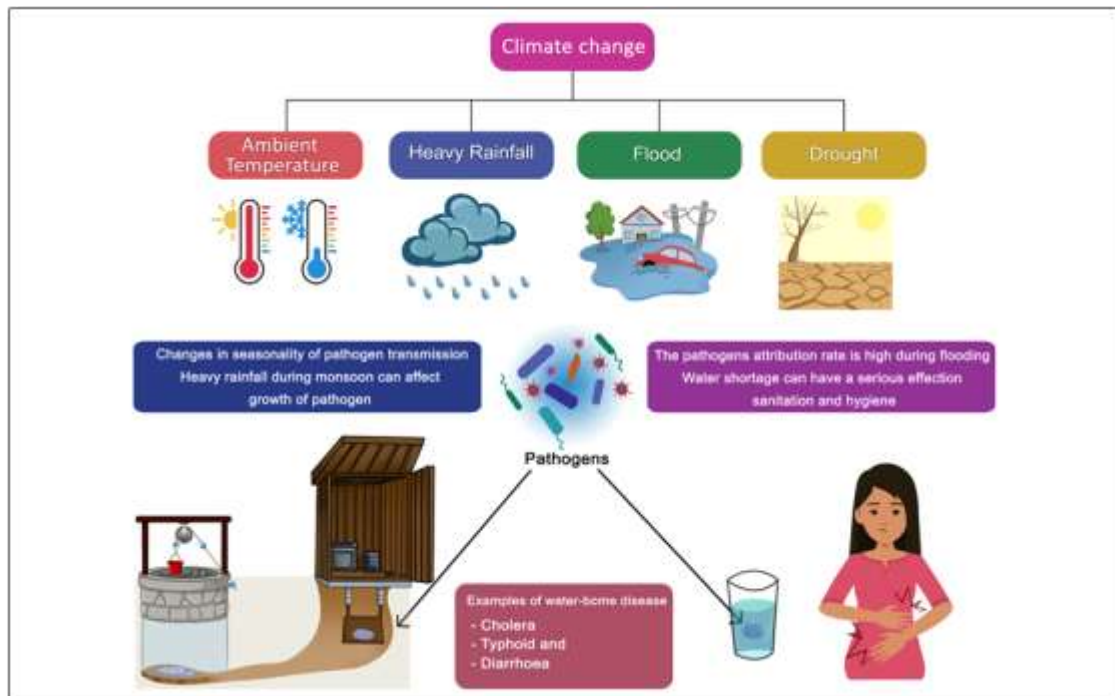 Climate change
Ambient
Temperature
Heavy Rainfall
Flood
Drought
Changes in seasonality of pathogen transmission
Heavy rainfall during monsoon can affect
growth of pathogen
The pathogens attribution rate is high during flooding
Water shortage can have a serious effection
sanitation and hygiene
Pathogens
Examples of water-borne disease
- Cholera
- Typhoid and
- Diarrhoea